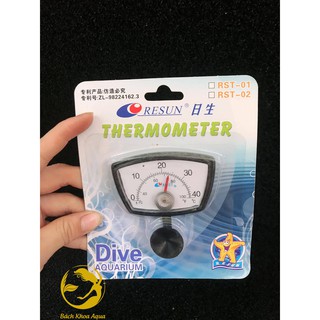 专利产品:仿造必究
专利号:ZL-98224162.3
RST-01
RST-02
RESUN 日生
THERMOMETER
0 10 20 30 40
Dive
AQUARIUM
Bách Khoa Aqua